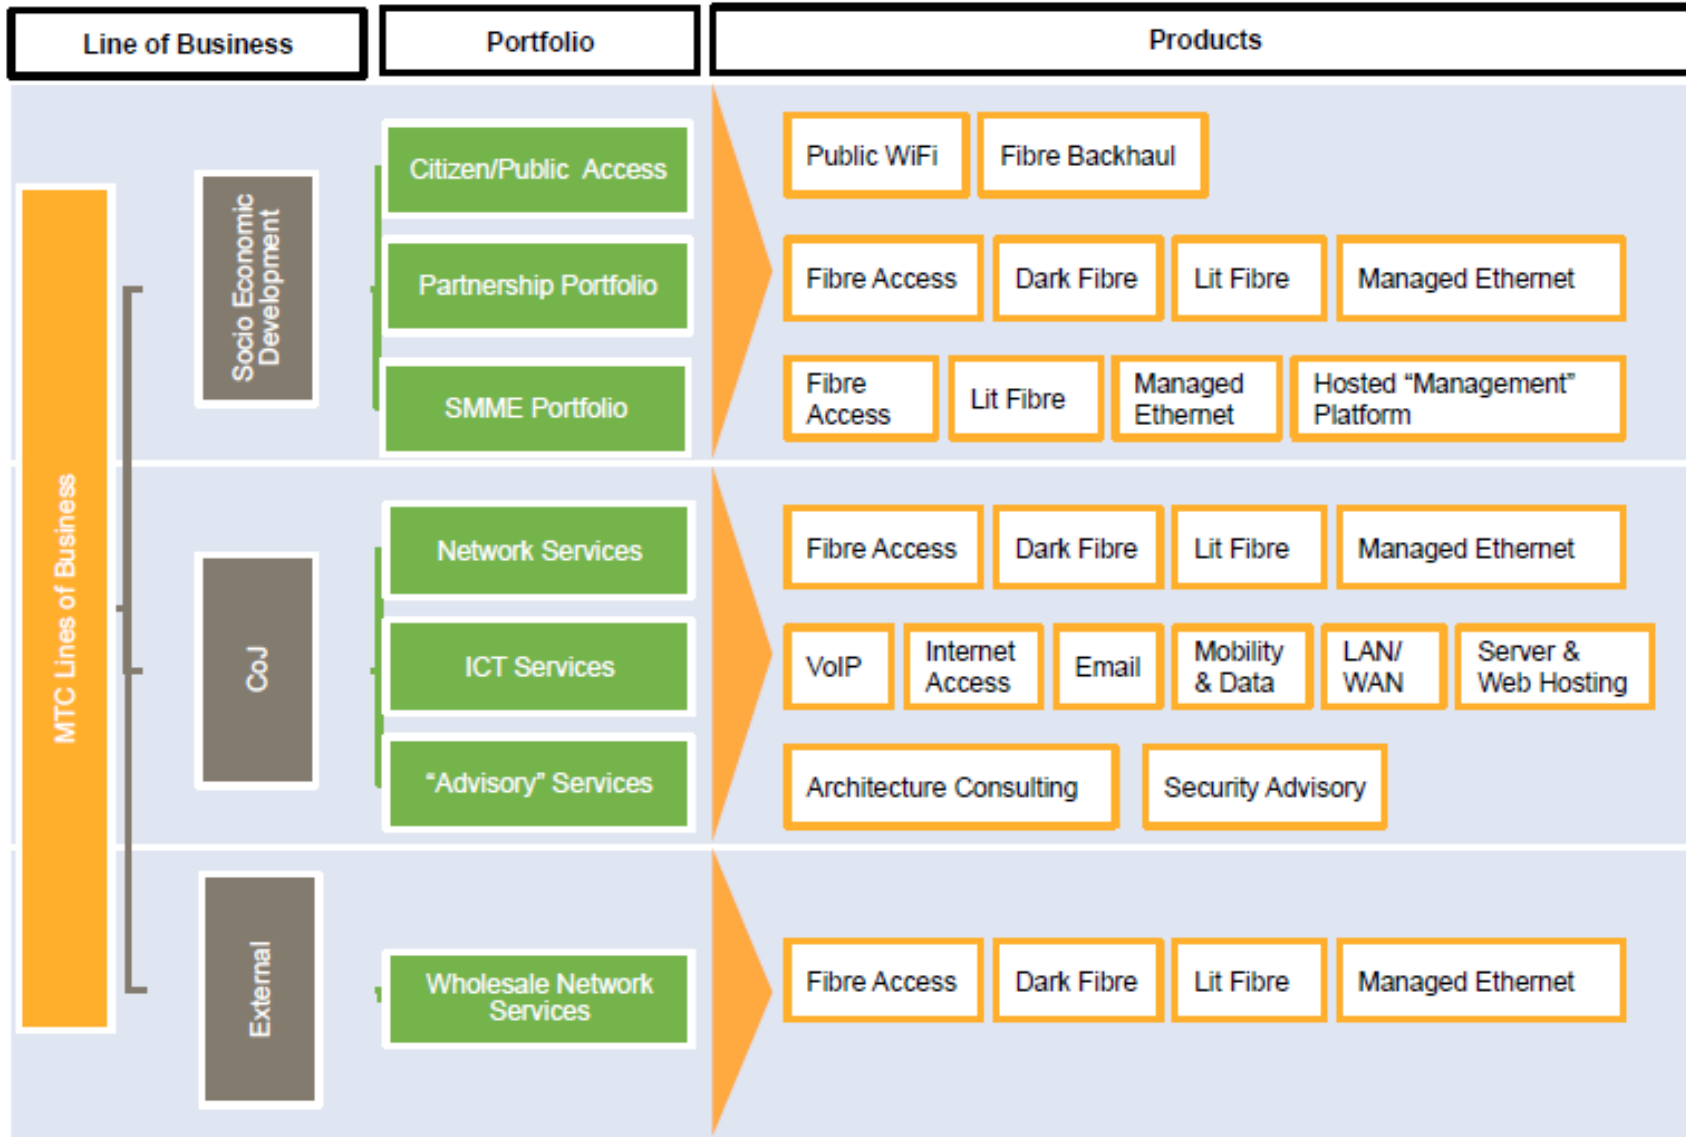 Line of Business
Portfolio
Products
MTC Lines of Business
Socio Economic
Development
Citizen/Public Access
Public WiFi
Fibre Backhaul
Partnership Portfolio
Fibre Access
Dark Fibre
Lit Fibre
Managed Ethernet
SMME Portfolio
Fibre
Access
Lit Fibre
Managed
Ethernet
Hosted “Management”
Platform
CoJ
Network Services
Fibre Access
Dark Fibre
Lit Fibre
Managed Ethernet
ICT Services
VoIP
Internet
Access
Email
Mobility
& Data
LAN/
WAN
Server &
Web Hosting
“Advisory” Services
Architecture Consulting
Security Advisory
External
Wholesale Network
Services
Fibre Access
Dark Fibre
Lit Fibre
Managed Ethernet